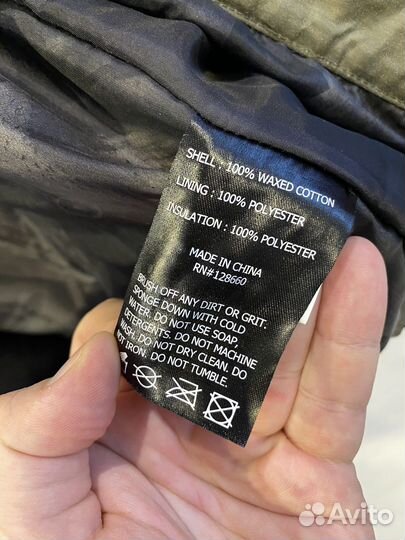 SHELL : 100% WAXED COTTON
LINING : 100% POLYESTER
INSULATION : 100% POLYESTER
MADE IN CHINA
RN#128660
BRUSH OFF ANY DIRT OR GRIT.
SPONGE DOWN WITH COLD
WATER. DO NOT USE SOAP,
DETERGENTS. DO NOT MACHINE
WASH. DO NOT DRY CLEAN. DO
NOT IRON: DO NOT TUMBLE.
Avito